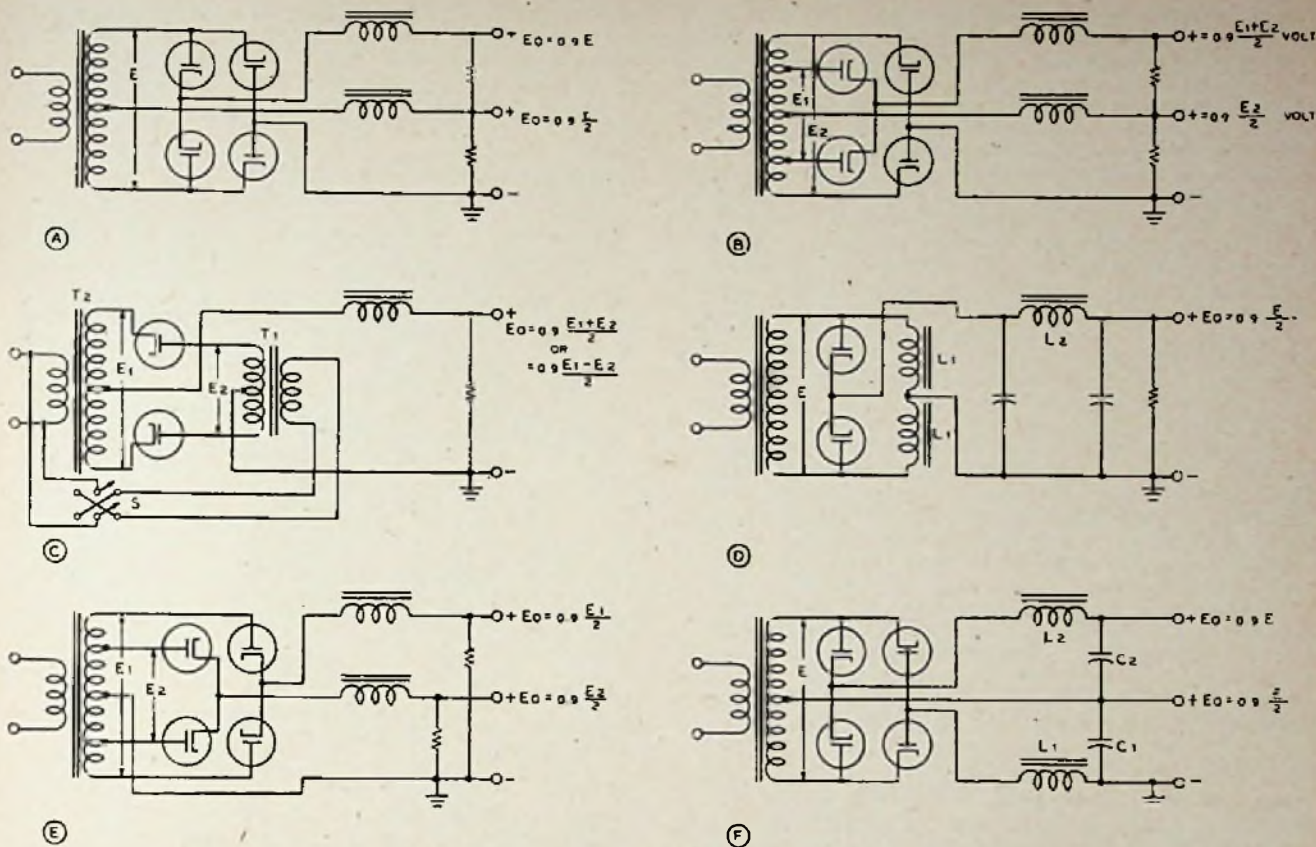 E
+ E0 = 0.9 E
+ E0 = 0.9 E/2
−
A
E1
E2
+ = 0.9 E1+E2/2 VOLT
+ = 0.9 E2/2 VOLT
−
B
T2
E1
E2
T1
S
+
E0 = 0.9 E1+E2/2
OR
= 0.9 E1−E2/2
−
C
E
L1
L1
L2
+ E0 = 0.9 E/2
−
D
E1
E2
+ E0 = 0.9 E1/2
+ E0 = 0.9 E2/2
−
E
E
L2
C2
L1
C1
+ E0 = 0.9 E
+ E0 = 0.9 E/2
−
F